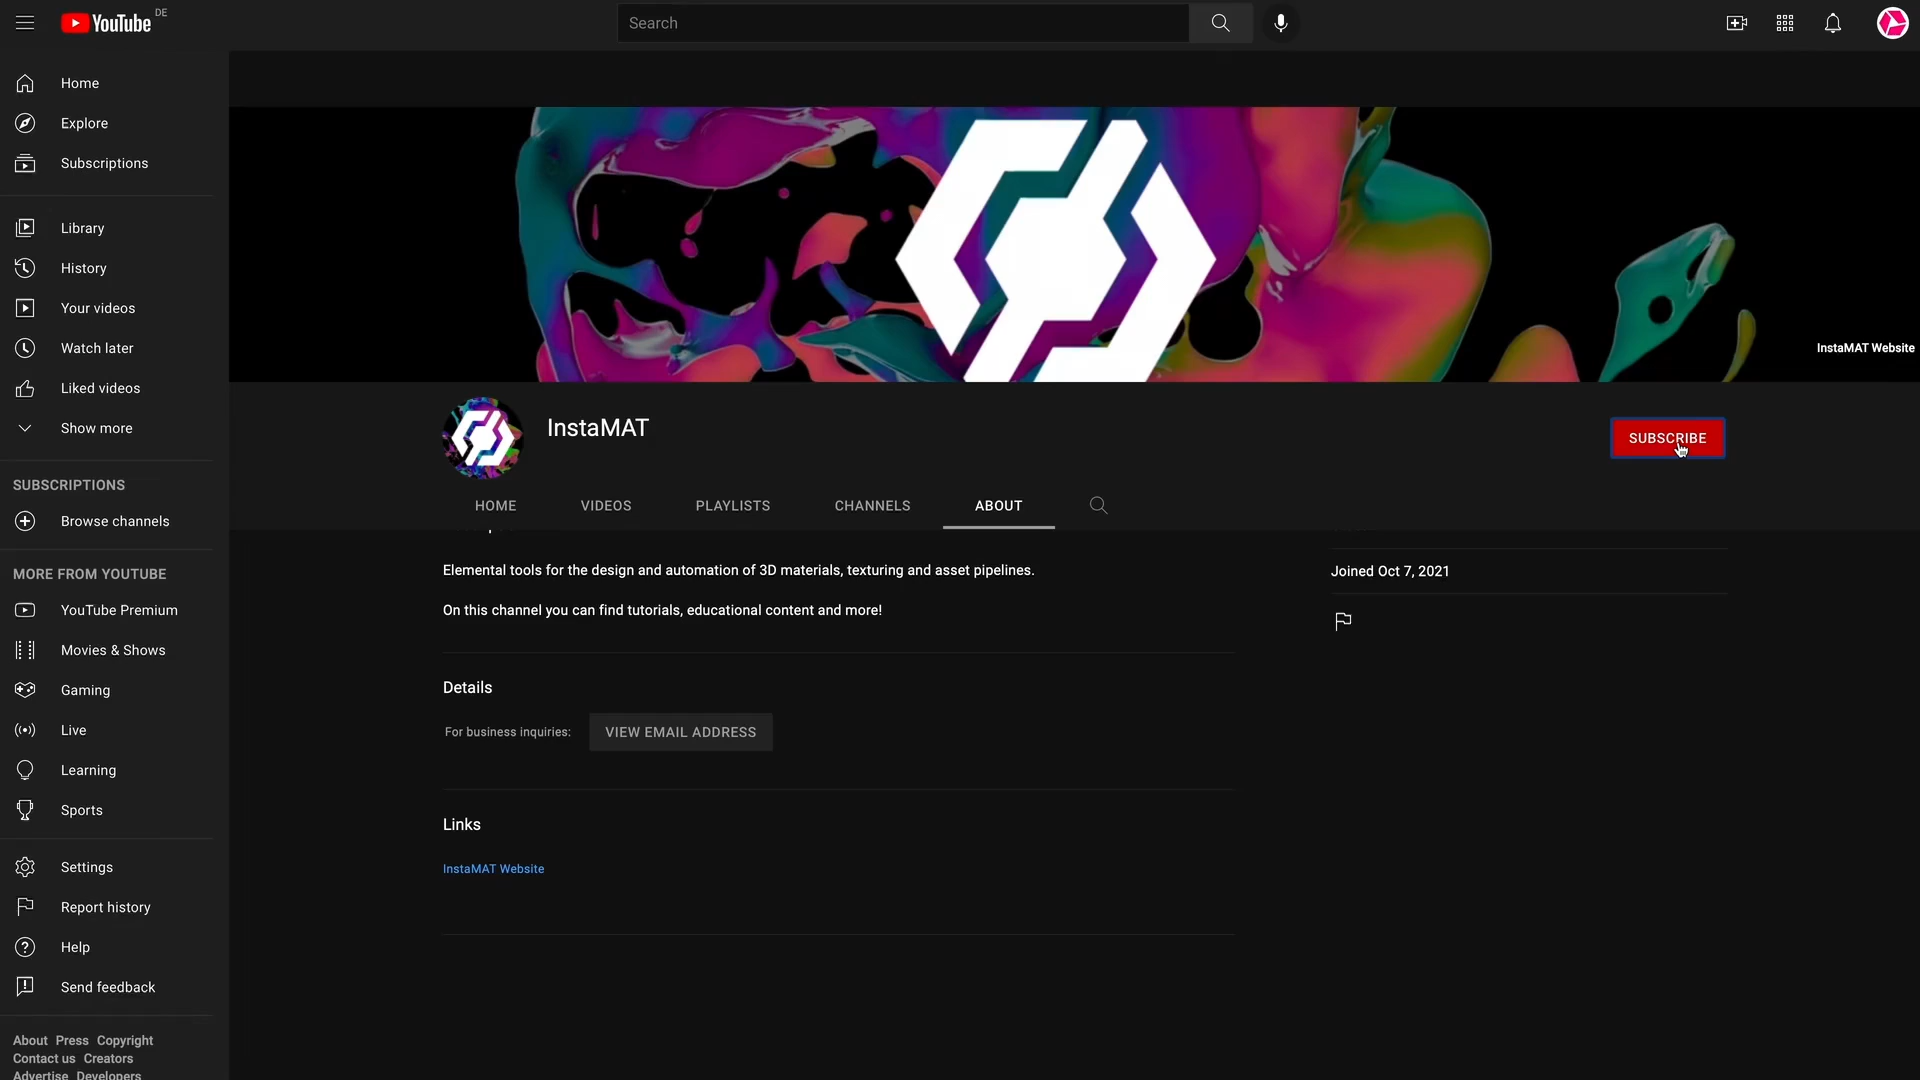 YouTube DE
Search
Home
Explore
Subscriptions
Library
History
Your videos
Watch later
Liked videos
Show more
SUBSCRIPTIONS
Browse channels
MORE FROM YOUTUBE
YouTube Premium
Movies & Shows
Gaming
Live
Learning
Sports
Settings
Report history
Help
Send feedback
About Press Copyright
Contact us Creators
Advertise Developers
InstaMAT Website
InstaMAT
SUBSCRIBE
HOME VIDEOS PLAYLISTS CHANNELS ABOUT
Elemental tools for the design and automation of 3D materials, texturing and asset pipelines.
On this channel you can find tutorials, educational content and more!
Details
For business inquiries: VIEW EMAIL ADDRESS
Links
InstaMAT Website
Joined Oct 7, 2021